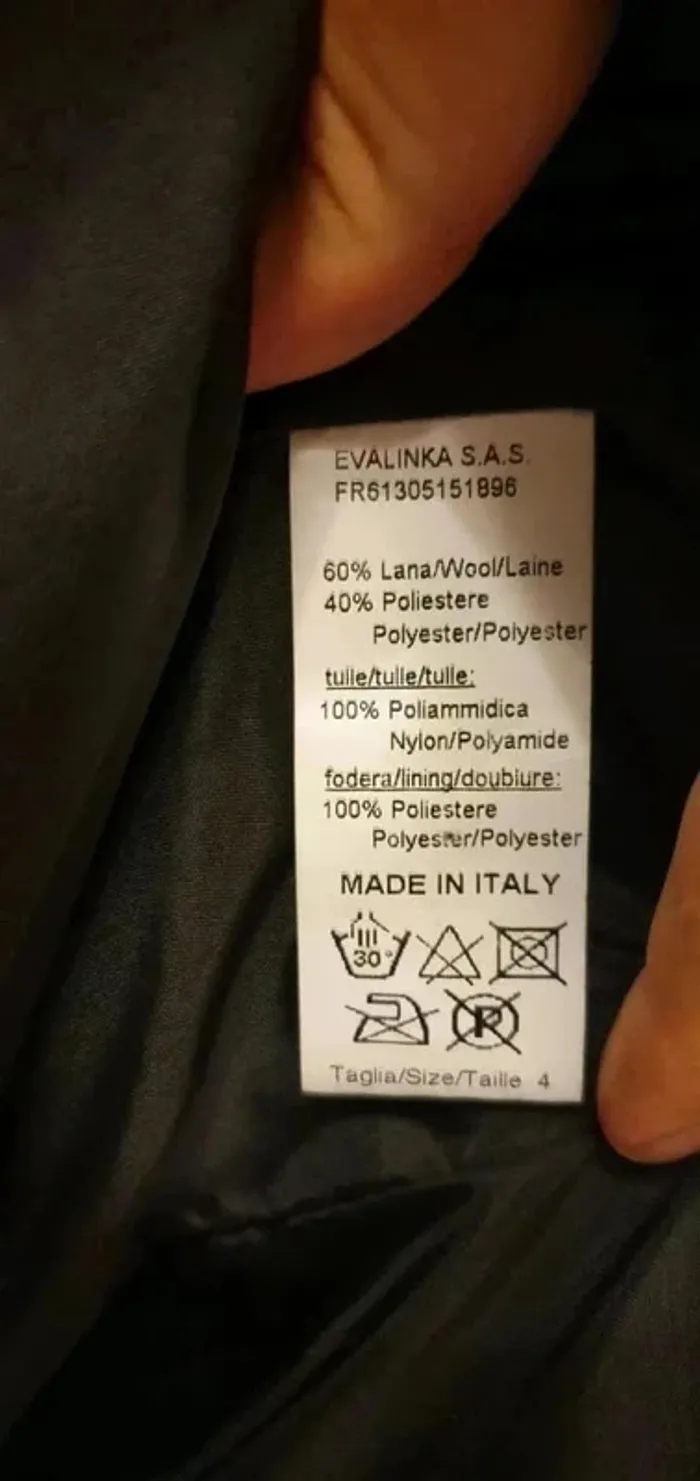 EVALINKA S.A.S.
FR61305151896
60% Lana/Wool/Laine
40% Poliestere
Polyester/Polyester
tulle/tulle/tulle:
100% Poliammidica
Nylon/Polyamide
fodera/lining/doublure:
100% Poliestere
Polyester/Polyester
MADE IN ITALY
30°
P
Taglia/Size/Taille 4